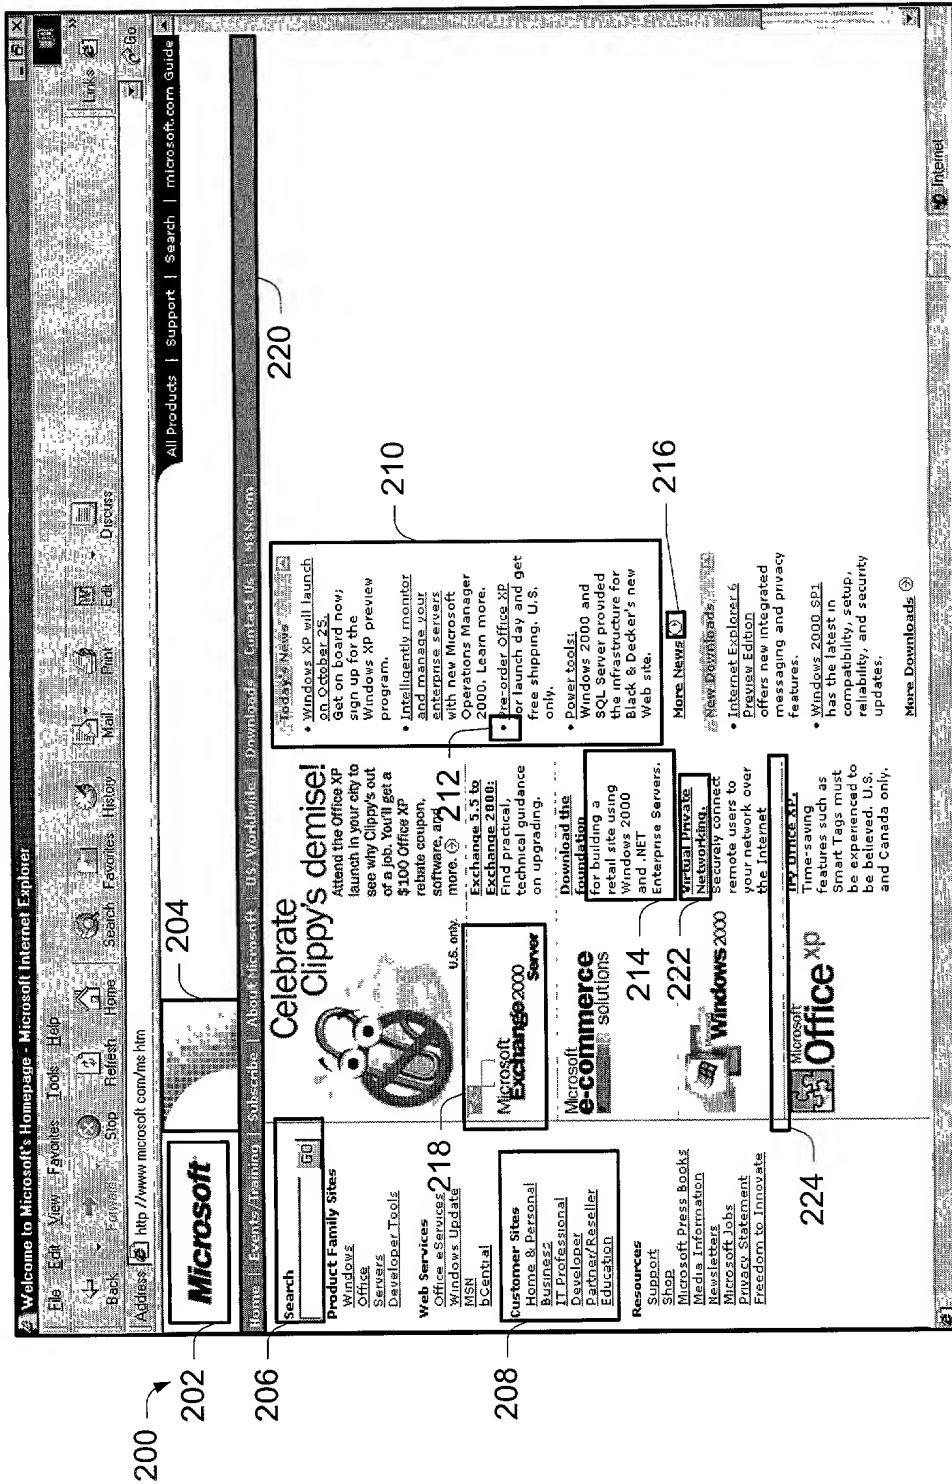 Welcome to Microsoft's Homepage - Microsoft Internet Explorer
File Edit View Favorites Tools Help
Back Forward Stop Refresh Home Search Favorites History Mail Print Edit Discuss
Address http://www.microsoft.com/ms.htm
Go
Links »
200
202
204
Microsoft
All Products | Support | Search | microsoft.com Guide
Home | Events/Training | Subscribe | About Microsoft | US/Worldwide | Downloads | Contact Us | MSN.com |
220
206
Search
GO
Product Family Sites
Windows
Office
Servers
Developer Tools
Web Services
Office eServices
Windows Update
MSN
bCentral
208
Customer Sites
Home & Personal
Business
IT Professional
Developer
Partner/Reseller
Education
Resources
Support
Shop
Microsoft Press Books
Media Information
Newsletters
Microsoft Jobs
Privacy Statement
Freedom to Innovate
Celebrate
Clippy's demise!
U.S. only.
Attend the Office XP
launch in your city to
see why Clippy's out
of a job. You'll get a
$100 Office XP
rebate coupon,
software, and
more.
218
Microsoft
Exchange 2000
Server
Exchange 5.5 to
Exchange 2000:
Find practical,
technical guidance
on upgrading.
Microsoft
e-commerce
solutions
214
Download the
foundation
for building a
retail site using
Windows 2000
and .NET
Enterprise Servers.
222
Windows 2000
Virtual Private
Networking.
Securely connect
remote users to
your network over
the Internet
224
Microsoft
Office xp
Try Office XP.
Time-saving
features such as
Smart Tags must
be experienced to
be believed. U.S.
and Canada only.
210
Today's News
• Windows XP will launch
on October 25.
Get on board now;
sign up for the
Windows XP preview
program.
• Intelligently monitor
and manage your
enterprise servers
with new Microsoft
Operations Manager
2000. Learn more.
212
• Pre-order Office XP
for launch day and get
free shipping. U.S.
only.
• Power tools:
Windows 2000 and
SQL Server provided
the infrastructure for
Black & Decker's new
Web site.
More News
216
New Downloads
• Internet Explorer 6
Preview Edition
offers new integrated
messaging and privacy
features.
• Windows 2000 SP1
has the latest in
compatibility, setup,
reliability, and security
updates.
More Downloads
Internet